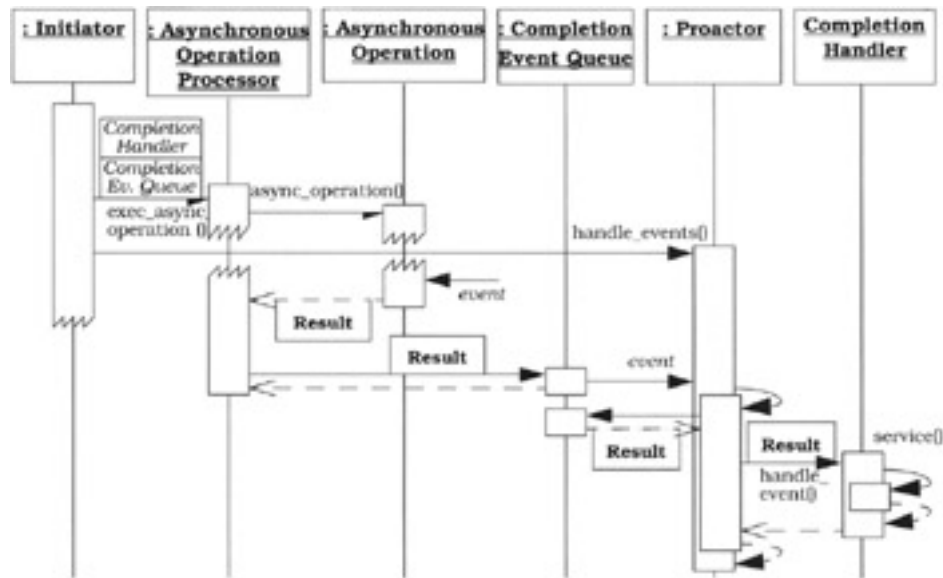 : Initiator
: Asynchronous
Operation
Processor
: Asynchronous
Operation
: Completion
Event Queue
: Proactor
Completion
Handler
Completion
Handler
Completion
Ev. Queue
exec_async_
operation ()
async_operation()
handle_events()
event
Result
Result
event
Result
Result
handle_
event()
service()